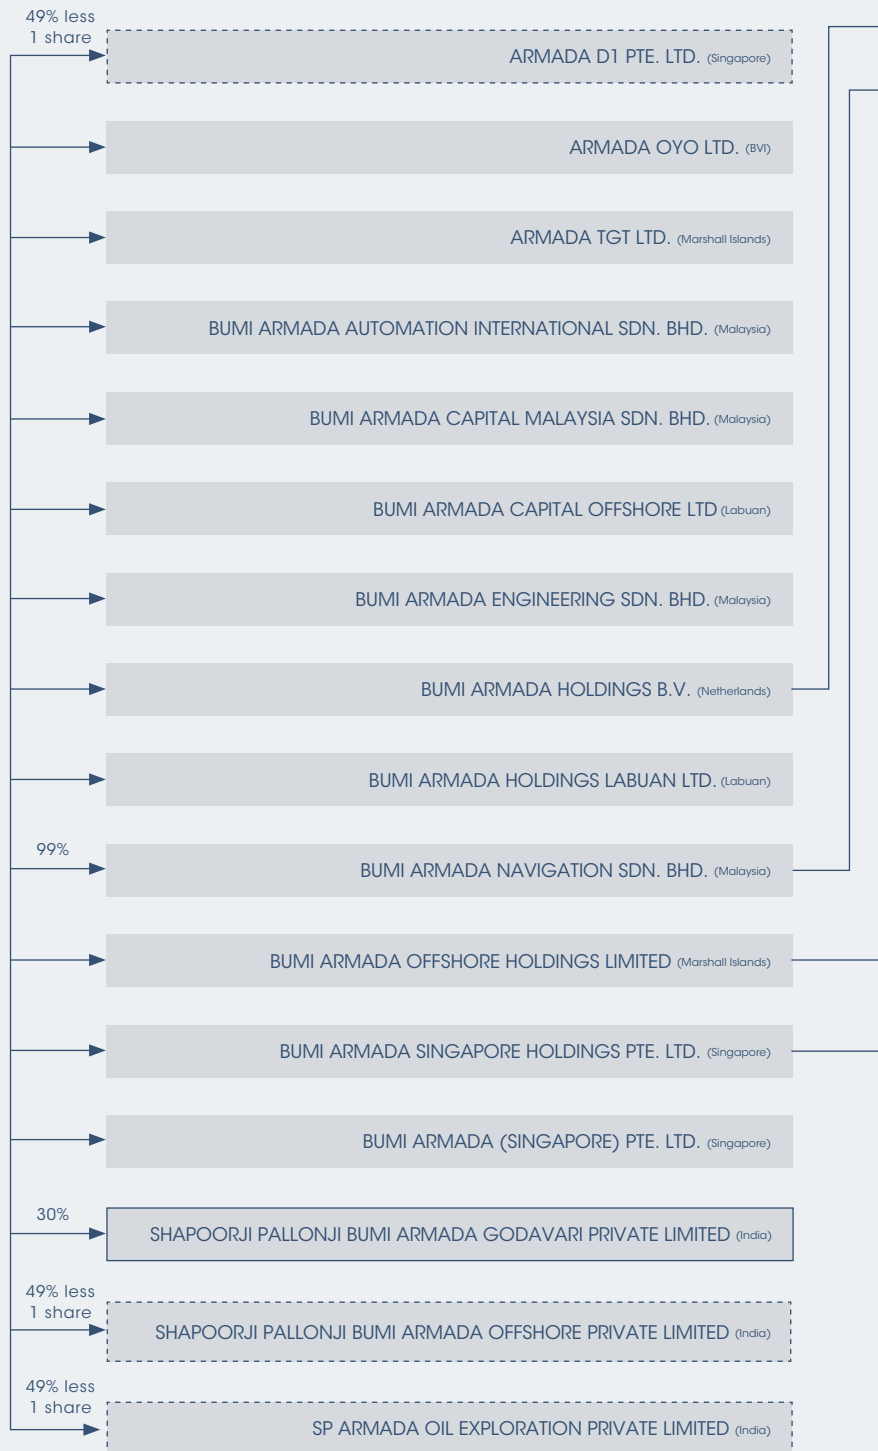 49% less
1 share
ARMADA D1 PTE. LTD. (Singapore)
ARMADA OYO LTD. (BVI)
ARMADA TGT LTD. (Marshall Islands)
BUMI ARMADA AUTOMATION INTERNATIONAL SDN. BHD. (Malaysia)
BUMI ARMADA CAPITAL MALAYSIA SDN. BHD. (Malaysia)
BUMI ARMADA CAPITAL OFFSHORE LTD (Labuan)
BUMI ARMADA ENGINEERING SDN. BHD. (Malaysia)
BUMI ARMADA HOLDINGS B.V. (Netherlands)
BUMI ARMADA HOLDINGS LABUAN LTD. (Labuan)
99%
BUMI ARMADA NAVIGATION SDN. BHD. (Malaysia)
BUMI ARMADA OFFSHORE HOLDINGS LIMITED (Marshall Islands)
BUMI ARMADA SINGAPORE HOLDINGS PTE. LTD. (Singapore)
BUMI ARMADA (SINGAPORE) PTE. LTD. (Singapore)
30%
SHAPOORJI PALLONJI BUMI ARMADA GODAVARI PRIVATE LIMITED (India)
49% less
1 share
SHAPOORJI PALLONJI BUMI ARMADA OFFSHORE PRIVATE LIMITED (India)
49% less
1 share
SP ARMADA OIL EXPLORATION PRIVATE LIMITED (India)